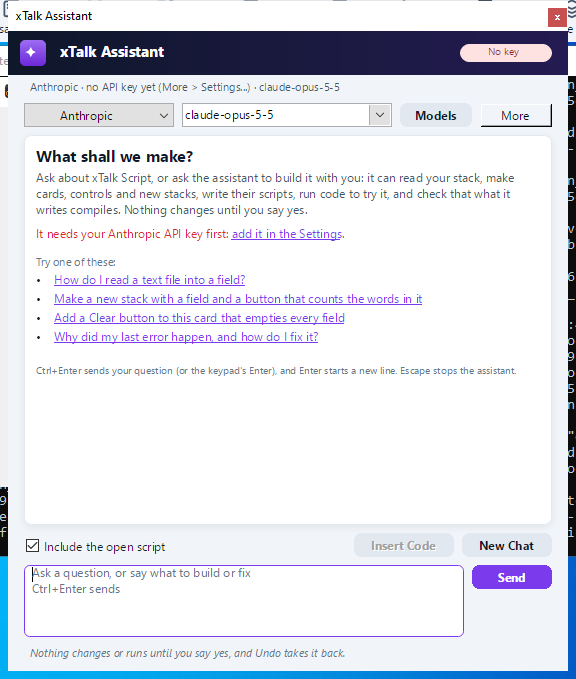 xTalk Assistant
x
xTalk Assistant
No key
Anthropic · no API key yet (More > Settings...) · claude-opus-5-5
Anthropic
claude-opus-5-5
Models
More
What shall we make?
Ask about xTalk Script, or ask the assistant to build it with you: it can read your stack, make
cards, controls and new stacks, write their scripts, run code to try it, and check that what it
writes compiles. Nothing changes until you say yes.
It needs your Anthropic API key first: add it in the Settings.
Try one of these:
• How do I read a text file into a field?
• Make a new stack with a field and a button that counts the words in it
• Add a Clear button to this card that empties every field
• Why did my last error happen, and how do I fix it?
Ctrl+Enter sends your question (or the keypad's Enter), and Enter starts a new line. Escape stops the assistant.
Include the open script
Insert Code
New Chat
Ask a question, or say what to build or fix
Ctrl+Enter sends
Send
Nothing changes or runs until you say yes, and Undo takes it back.